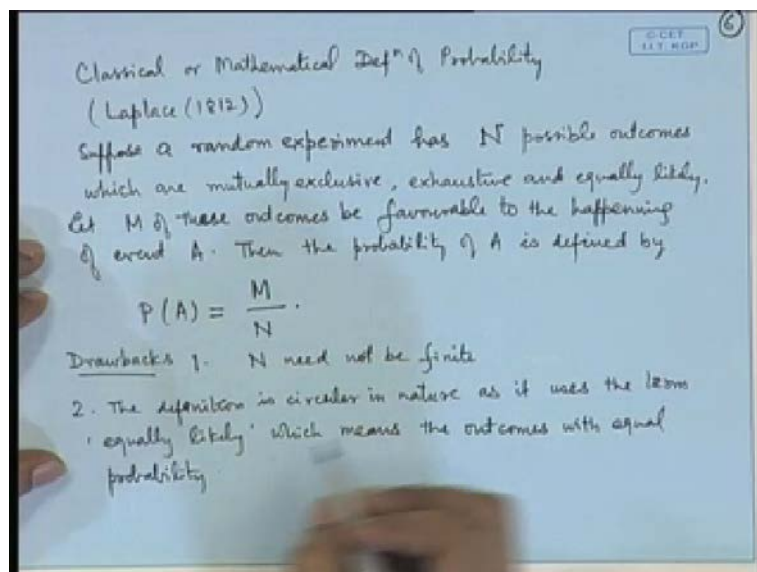 6
C-CET
I.I.T. KGP
Classical or Mathematical Defⁿ of Probability
(Laplace (1812))
Suppose a random experiment has N possible outcomes
which are mutually exclusive, exhaustive and equally likely.
Let M of these outcomes be favourable to the happening
of event A. Then the probability of A is defined by
P(A) = M/N.
Drawbacks 1. N need not be finite
2. The definition is circular in nature as it uses the term
'equally likely' which means the outcomes with equal
probability